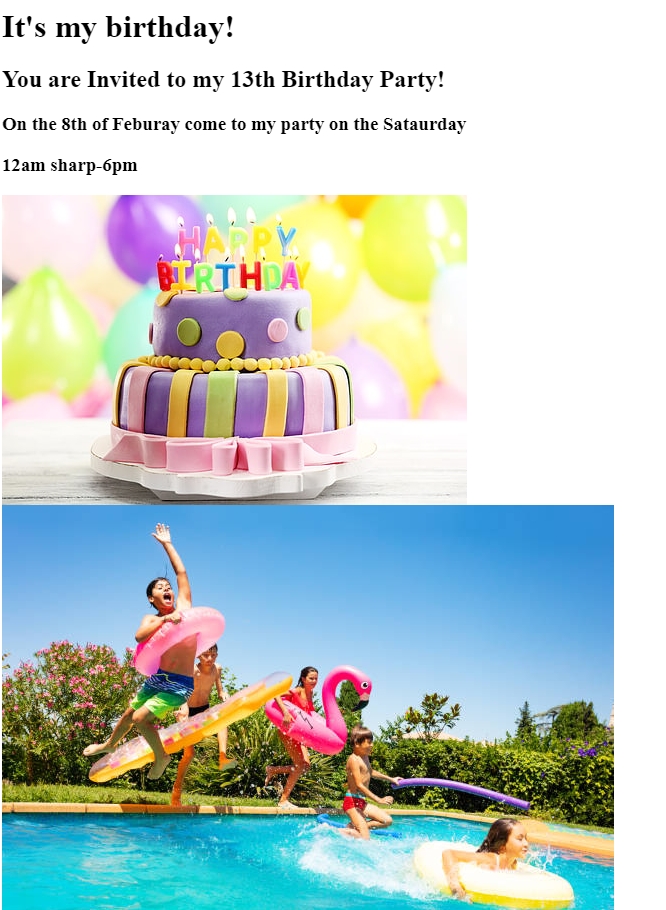 It's my birthday!
You are Invited to my 13th Birthday Party!
On the 8th of Feburay come to my party on the Sataurday
12am sharp-6pm
HAPPY
BIRTHDAY